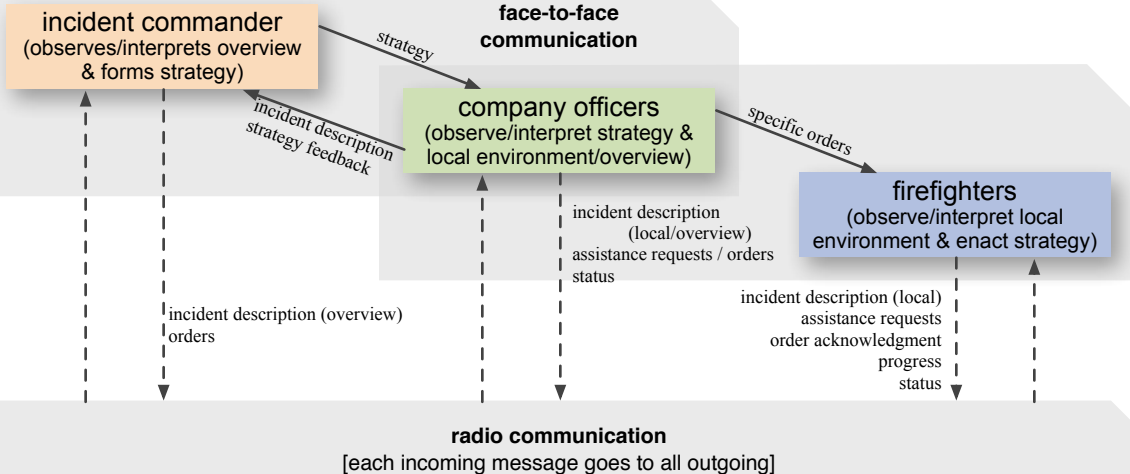 face-to-face
communication
incident commander
(observes/interprets overview
& forms strategy)
strategy
incident description
strategy feedback
company officers
(observe/interpret strategy &
local environment/overview)
specific orders
firefighters
(observe/interpret local
environment & enact strategy)
incident description
(local/overview)
assistance requests / orders
status
incident description (overview)
orders
incident description (local)
assistance requests
order acknowledgment
progress
status
radio communication
[each incoming message goes to all outgoing]